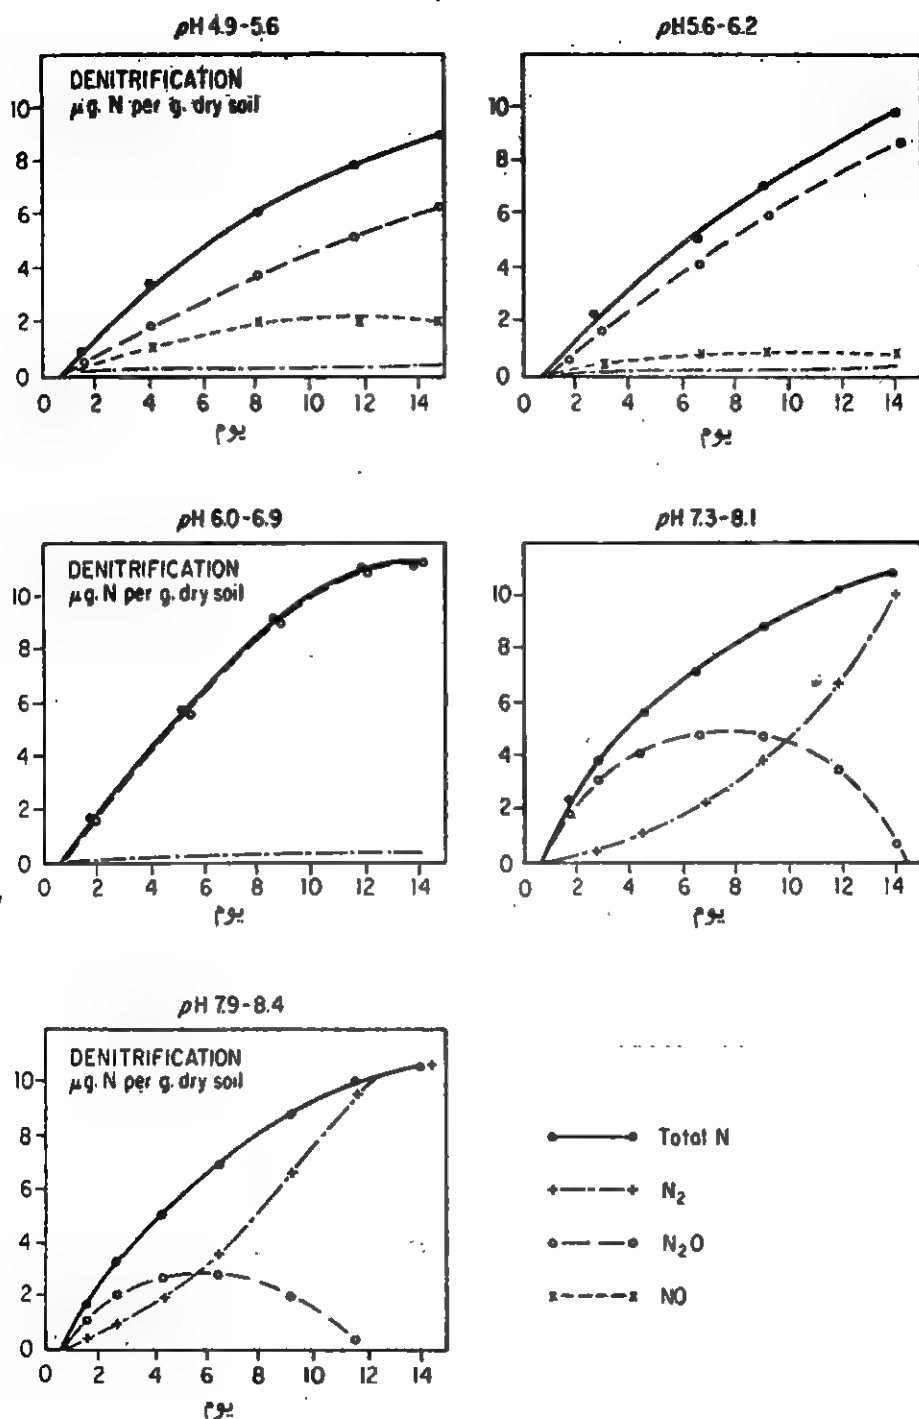 pH 4.9-5.6
DENITRIFICATION
µg. N per g. dry soil
10
8
6
4
2
0
0 2 4 6 8 10 12 14
يوم
pH 5.6-6.2
10
8
6
4
2
0
0 2 4 6 8 10 12 14
يوم
pH 6.0-6.9
DENITRIFICATION
µg. N per g. dry soil
10
8
6
4
2
0
0 2 4 6 8 10 12 14
يوم
pH 7.3-8.1
10
8
6
4
2
0
0 2 4 6 8 10 12 14
يوم
pH 7.9-8.4
DENITRIFICATION
µg. N per g. dry soil
10
8
6
4
2
0
0 2 4 6 8 10 12 14
يوم
Total N
N₂
N₂O
NO